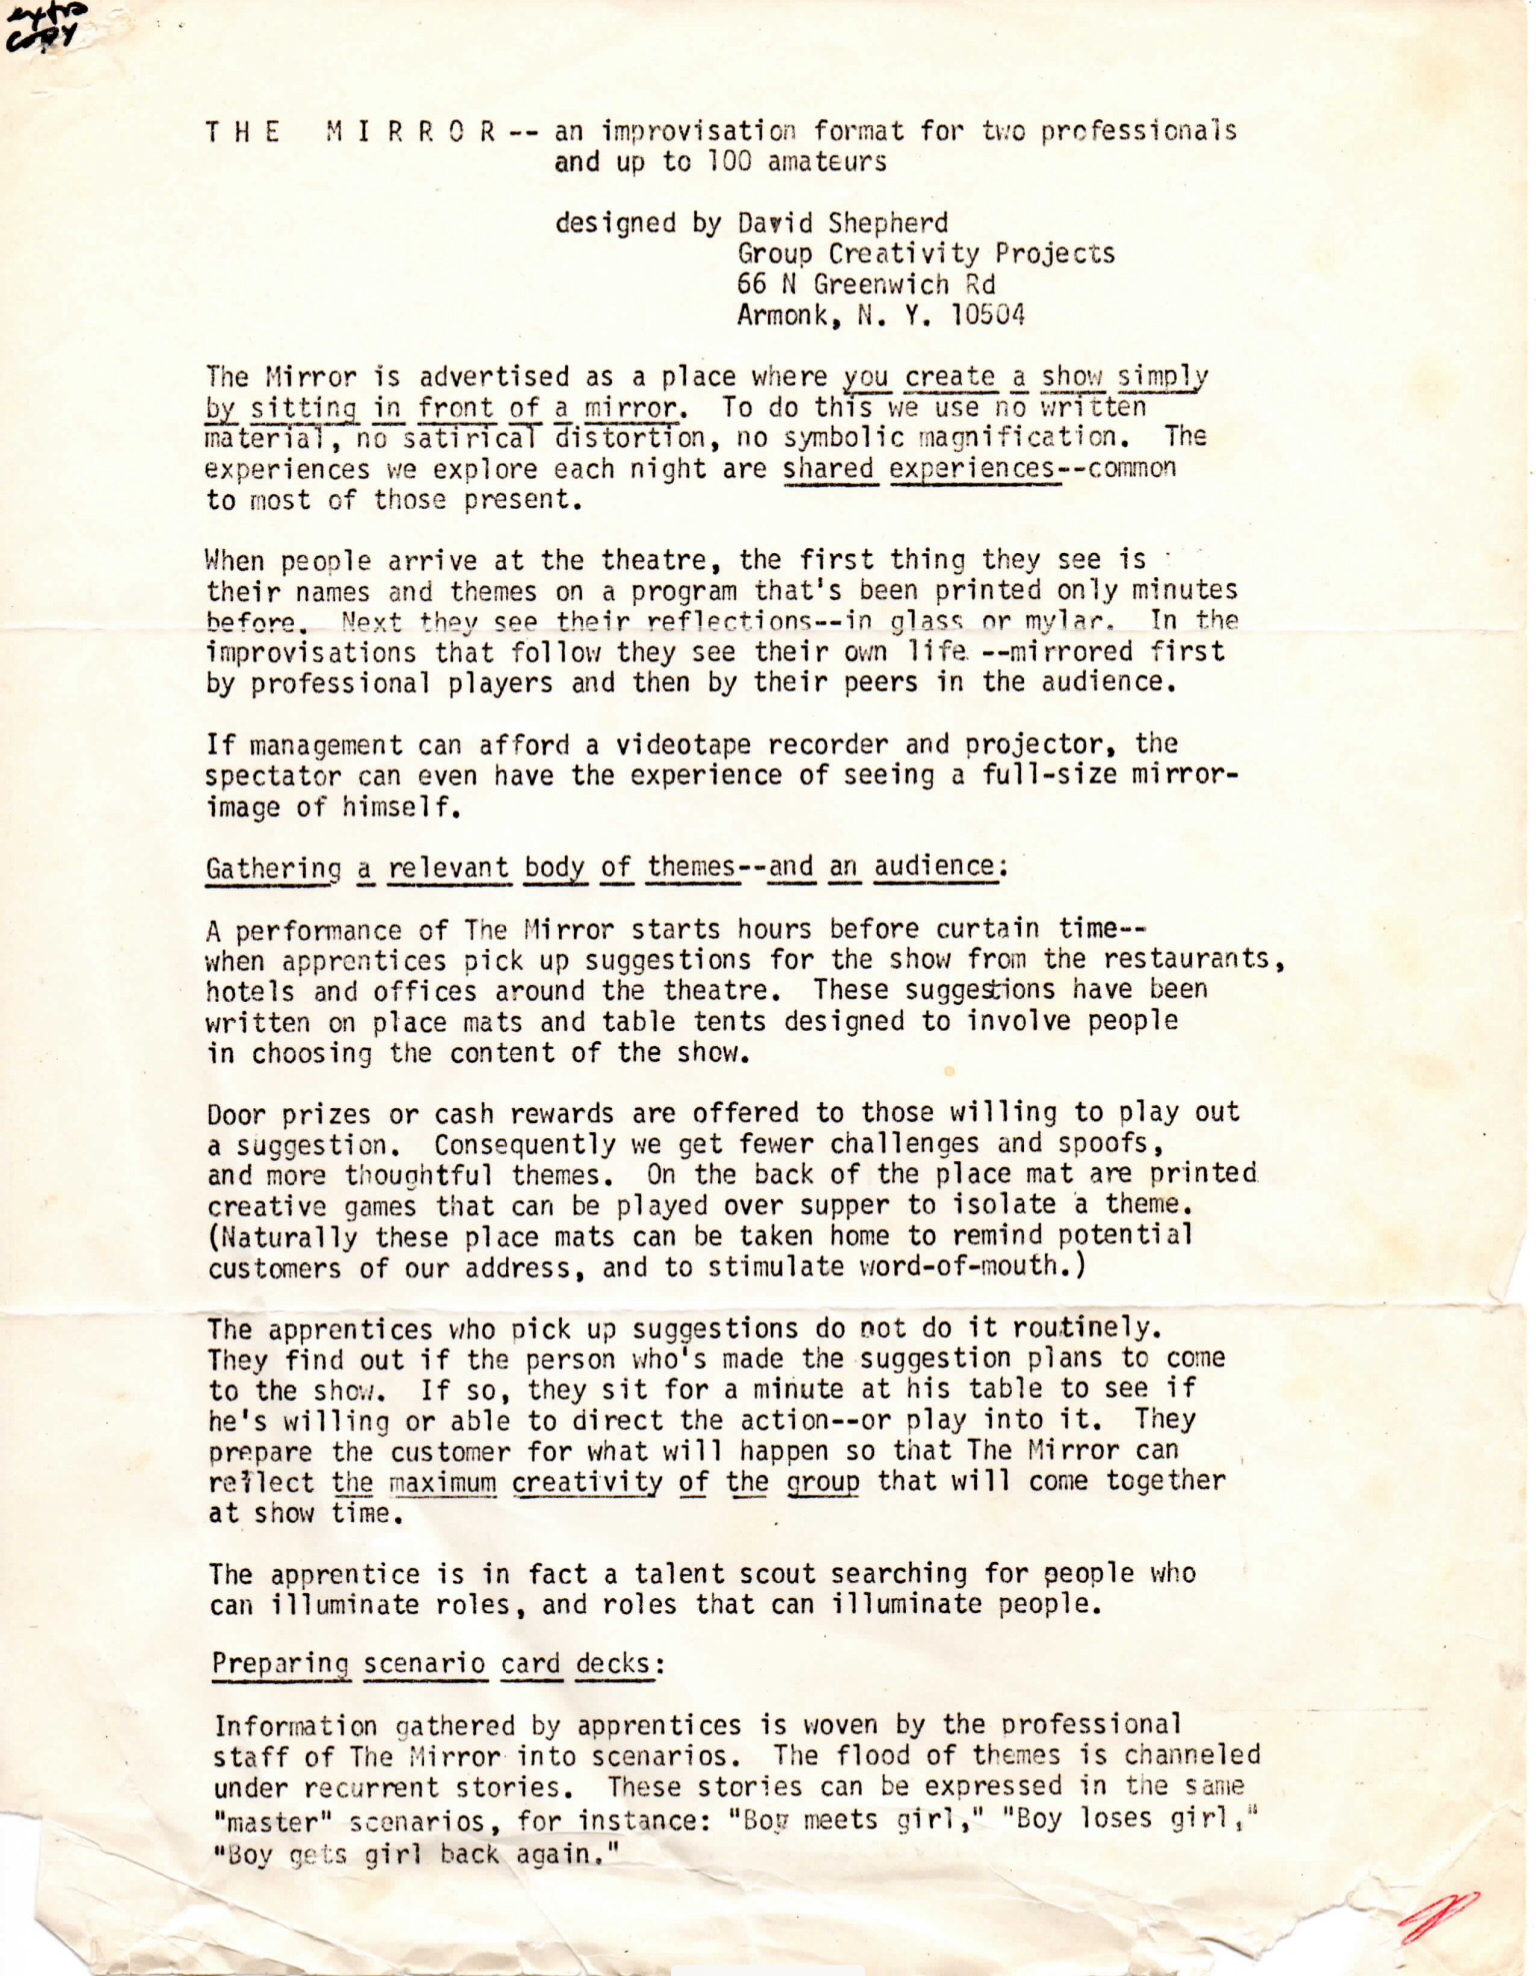 extra
copy
T H E   M I R R O R -- an improvisation format for two professionals
and up to 100 amateurs
designed by David Shepherd
Group Creativity Projects
66 N Greenwich Rd
Armonk, N. Y. 10504
The Mirror is advertised as a place where you create a show simply
by sitting in front of a mirror.  To do this we use no written
material, no satirical distortion, no symbolic magnification.  The
experiences we explore each night are shared experiences--common
to most of those present.
When people arrive at the theatre, the first thing they see is
their names and themes on a program that's been printed only minutes
before.  Next they see their reflections--in glass or mylar.  In the
improvisations that follow they see their own life --mirrored first
by professional players and then by their peers in the audience.
If management can afford a videotape recorder and projector, the
spectator can even have the experience of seeing a full-size mirror-
image of himself.
Gathering a relevant body of themes--and an audience:
A performance of The Mirror starts hours before curtain time--
when apprentices pick up suggestions for the show from the restaurants,
hotels and offices around the theatre.  These suggestions have been
written on place mats and table tents designed to involve people
in choosing the content of the show.
Door prizes or cash rewards are offered to those willing to play out
a suggestion.  Consequently we get fewer challenges and spoofs,
and more thoughtful themes.  On the back of the place mat are printed
creative games that can be played over supper to isolate a theme.
(Naturally these place mats can be taken home to remind potential
customers of our address, and to stimulate word-of-mouth.)
The apprentices who pick up suggestions do not do it routinely.
They find out if the person who's made the suggestion plans to come
to the show.  If so, they sit for a minute at his table to see if
he's willing or able to direct the action--or play into it.  They
prepare the customer for what will happen so that The Mirror can
reflect the maximum creativity of the group that will come together
at show time.
The apprentice is in fact a talent scout searching for people who
can illuminate roles, and roles that can illuminate people.
Preparing scenario card decks:
Information gathered by apprentices is woven by the professional
staff of The Mirror into scenarios.  The flood of themes is channeled
under recurrent stories.  These stories can be expressed in the same
"master" scenarios, for instance: "Boy meets girl," "Boy loses girl,"
"Boy gets girl back again."